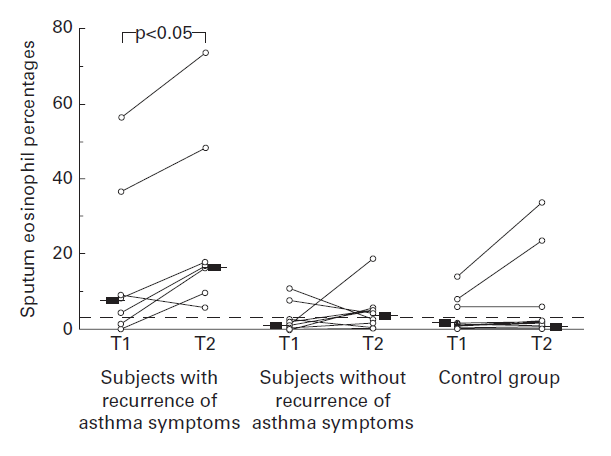 80
60
40
20
0
Sputum eosinophil percentages
p<0.05
T1 T2 T1 T2 T1 T2
Subjects with
recurrence of
asthma symptoms
Subjects without
recurrence of
asthma symptoms
Control group